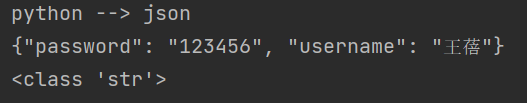 python --> json
{"password": "123456", "username": "王蓓"}
<class 'str'>